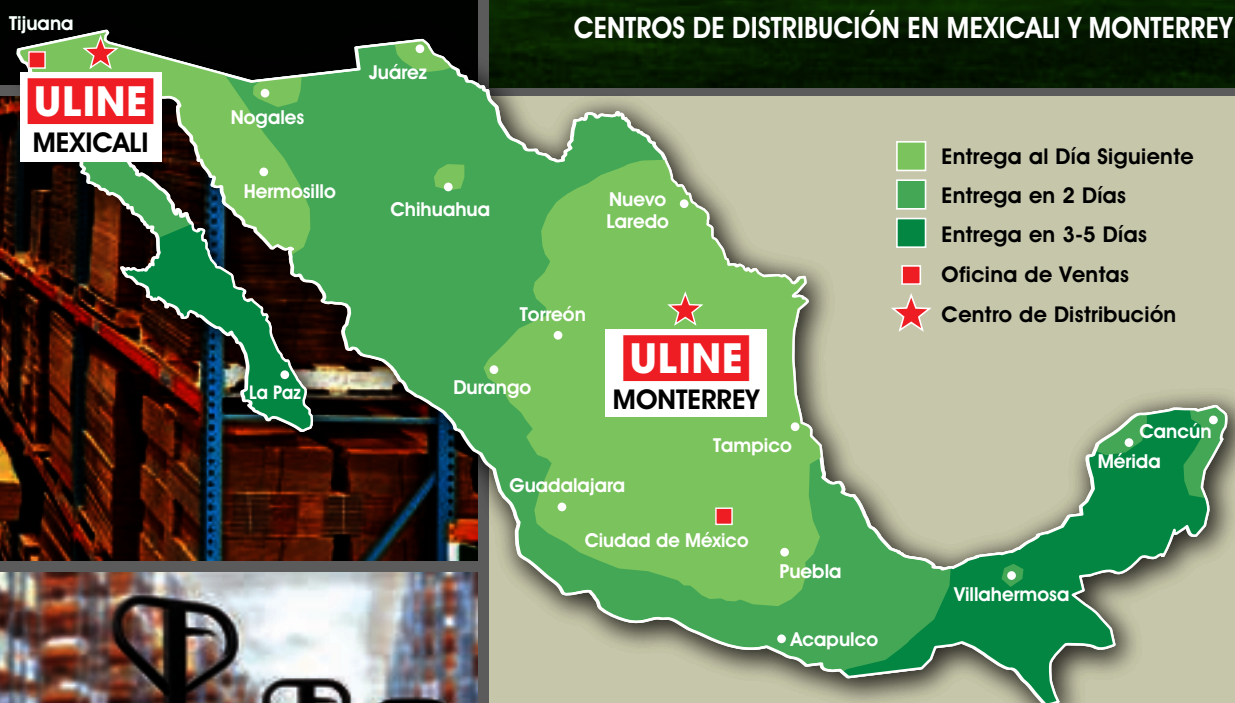 CENTROS DE DISTRIBUCIÓN EN MEXICALI Y MONTERREY
Tijuana
ULINE
MEXICALI
Juárez
Nogales
Hermosillo
Chihuahua
Nuevo
Laredo
Entrega al Día Siguiente
Entrega en 2 Días
Entrega en 3-5 Días
Oficina de Ventas
Centro de Distribución
Torreón
ULINE
MONTERREY
Durango
La Paz
Tampico
Cancún
Mérida
Guadalajara
Ciudad de México
Puebla
Villahermosa
Acapulco